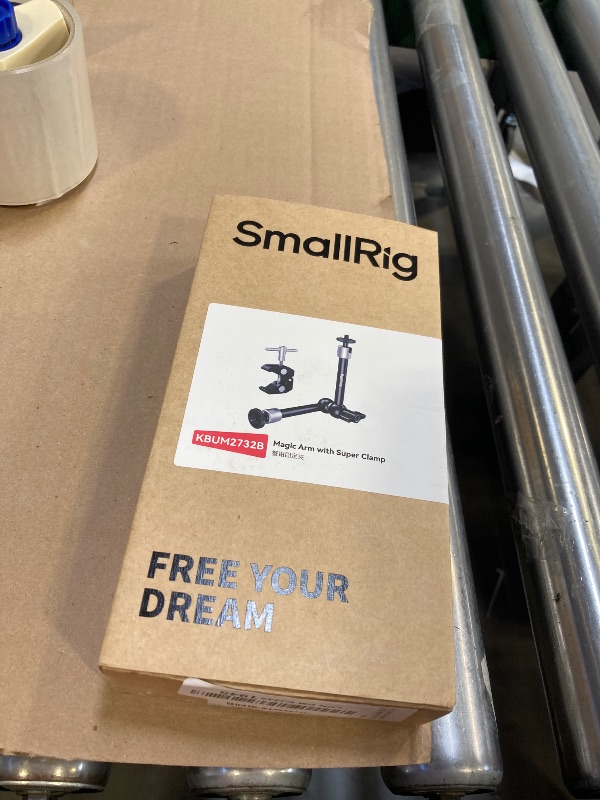 SmallRig
KBUM2732B
Magic Arm with Super Clamp
FREE YOUR
DREAM